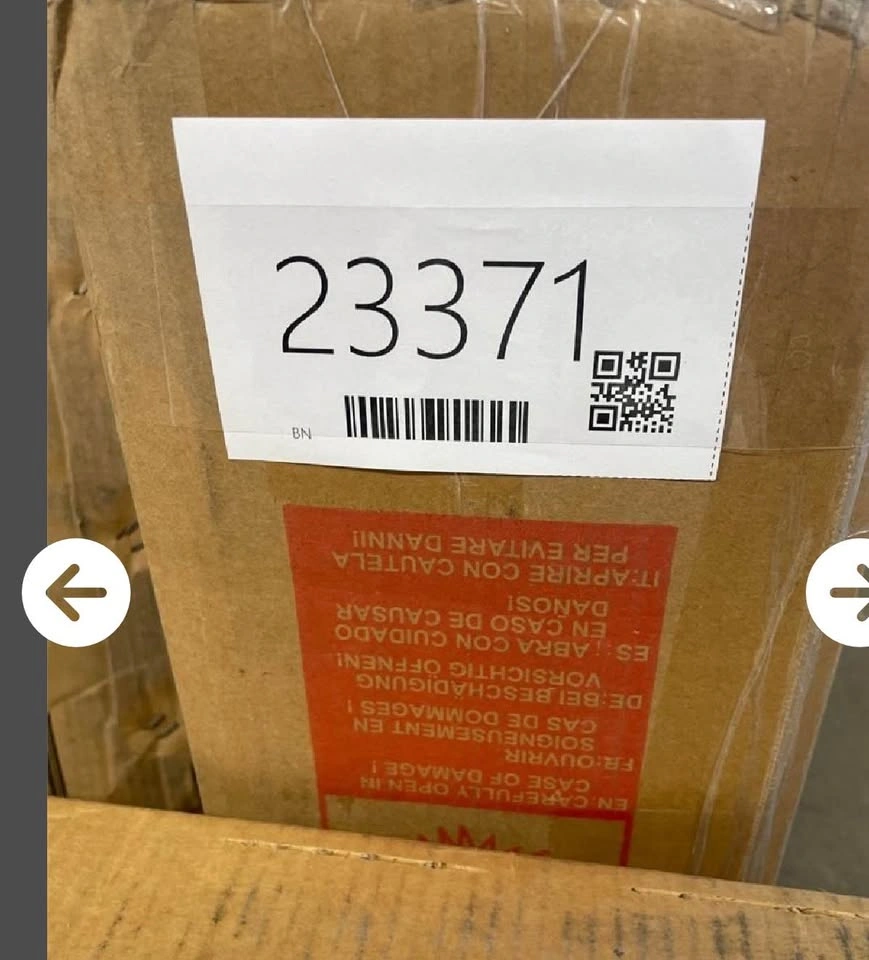 23371
BN
EN:CAREFULLY OPEN IN
CASE OF DAMAGE !
FR:OUVRIR
SOIGNEUSEMENT EN
CAS DE DOMMAGES !
DE:BEI BESCHÄDIGUNG
VORSICHTIG ÖFFNEN!
ES : ABRA CON CUIDADO
EN CASO DE CAUSAR
DANOS!
IT:APRIRE CON CAUTELA
PER EVITARE DANNI!!